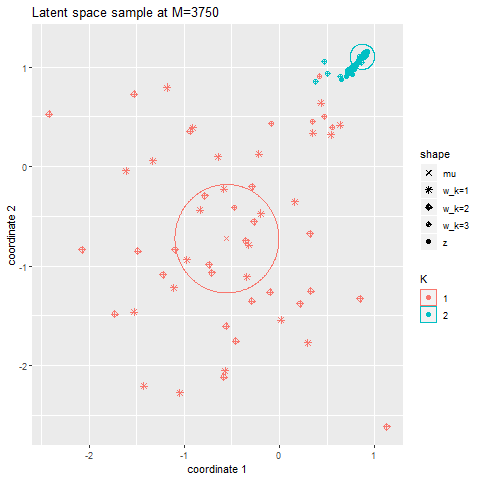 Latent space sample at M=3750
1
0
-1
-2
coordinate 2
-2
-1
0
1
coordinate 1
shape
mu
w_k=1
w_k=2
w_k=3
z
K
1
2